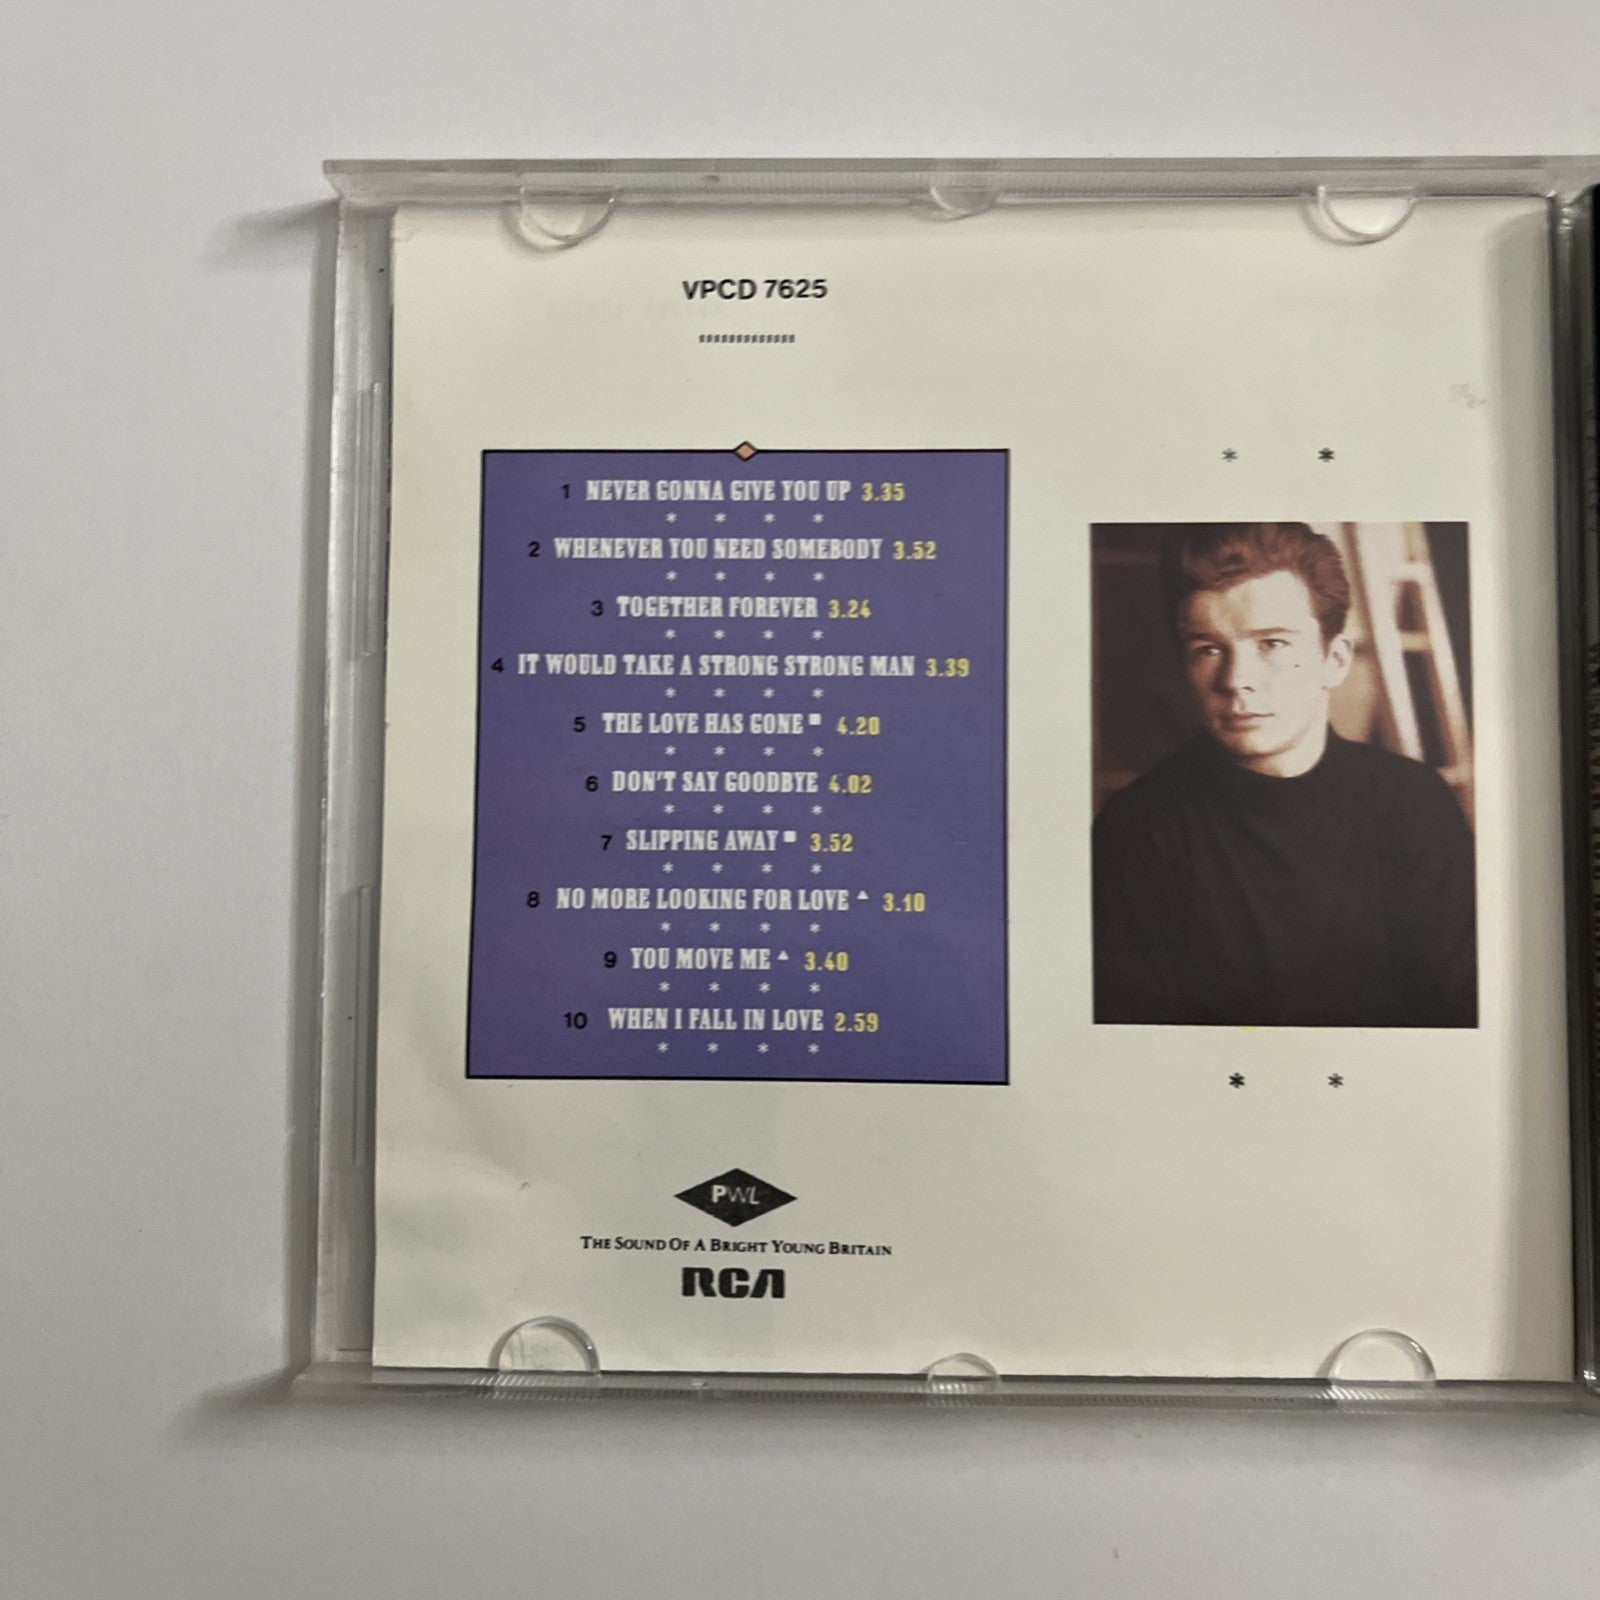 VPCD 7625
1 NEVER GONNA GIVE YOU UP 3.35
2 WHENEVER YOU NEED SOMEBODY 3.52
3 TOGETHER FOREVER 3.24
4 IT WOULD TAKE A STRONG STRONG MAN 3.39
5 THE LOVE HAS GONE■ 4.20
6 DON'T SAY GOODBYE 4.02
7 SLIPPING AWAY■ 3.52
8 NO MORE LOOKING FOR LOVE▲ 3.10
9 YOU MOVE ME▲ 3.40
10 WHEN I FALL IN LOVE 2.59
PWL
THE SOUND OF A BRIGHT YOUNG BRITAIN
RCA